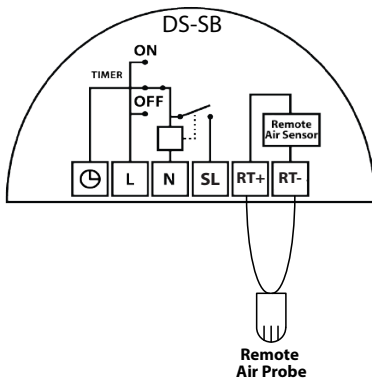 DS-SB
ON
TIMER
OFF
Remote
Air Sensor
L N SL RT+ RT-
Remote
Air Probe